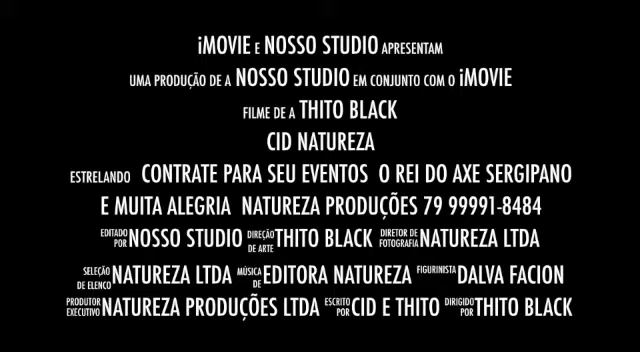 iMOVIE E NOSSO STUDIO APRESENTAM
UMA PRODUÇÃO DE A NOSSO STUDIO EM CONJUNTO COM O iMOVIE
FILME DE A THITO BLACK
CID NATUREZA
ESTRELANDO CONTRATE PARA SEU EVENTOS O REI DO AXE SERGIPANO
E MUITA ALEGRIA NATUREZA PRODUÇÕES 79 99991-8484
EDITADO POR NOSSO STUDIO DIREÇÃO DE ARTE THITO BLACK DIRETOR DE FOTOGRAFIA NATUREZA LTDA
SELEÇÃO DE ELENCO NATUREZA LTDA MÚSICA DE EDITORA NATUREZA FIGURINISTA DALVA FACION
PRODUTOR EXECUTIVO NATUREZA PRODUÇÕES LTDA ESCRITO POR CID E THITO DIRIGIDO POR THITO BLACK